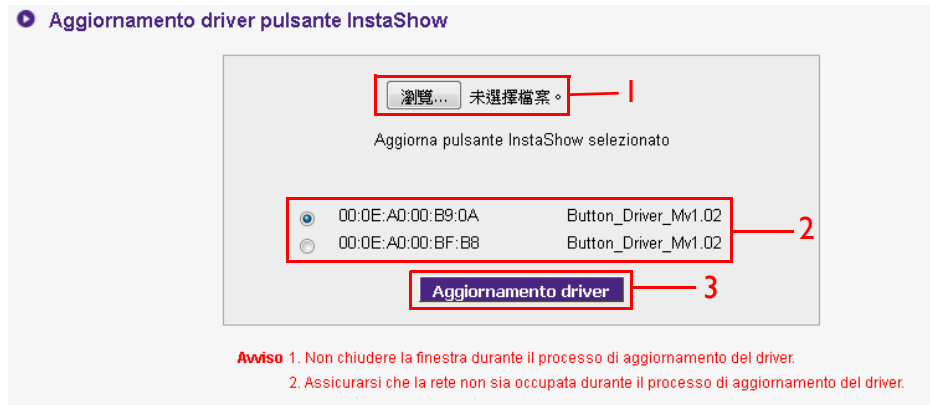 Aggiornamento driver pulsante InstaShow
瀏覽... 未選擇檔案。 1
Aggiorna pulsante InstaShow selezionato
00:0E:A0:00:B9:0A Button_Driver_Mv1.02
00:0E:A0:00:BF:B8 Button_Driver_Mv1.02
2
Aggiornamento driver 3
Avviso 1. Non chiudere la finestra durante il processo di aggiornamento del driver.
2. Assicurarsi che la rete non sia occupata durante il processo di aggiornamento del driver.